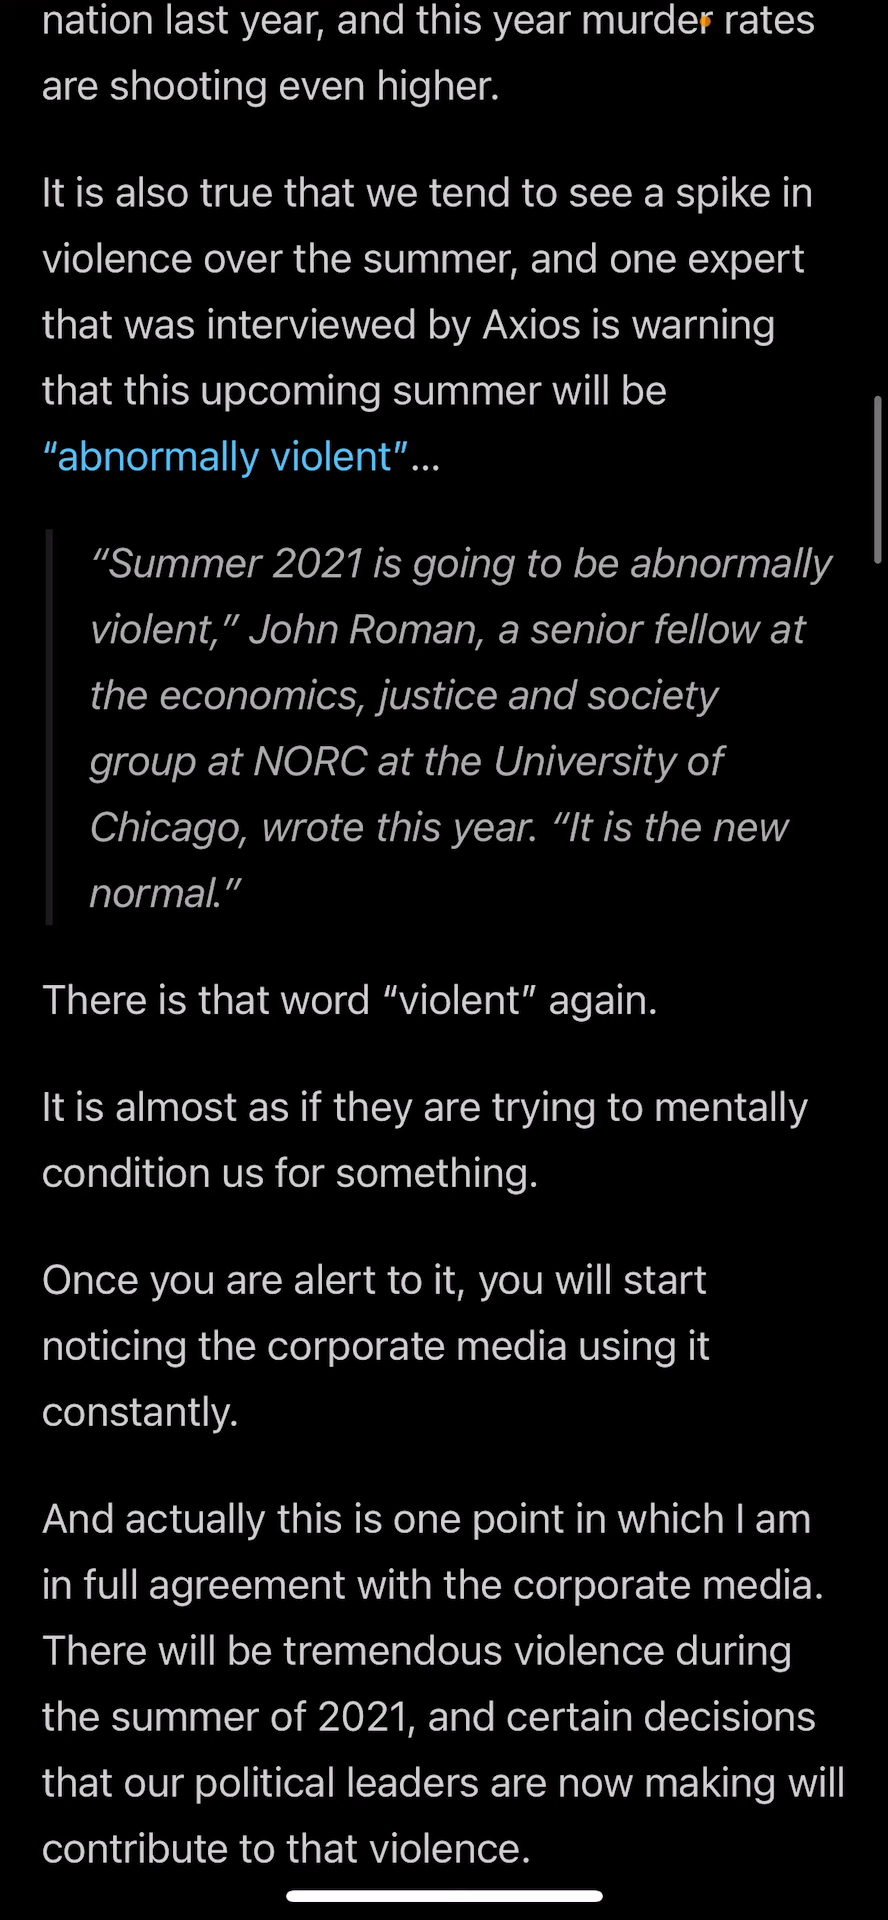 nation last year, and this year murder rates
are shooting even higher.
It is also true that we tend to see a spike in
violence over the summer, and one expert
that was interviewed by Axios is warning
that this upcoming summer will be
“abnormally violent”…
“Summer 2021 is going to be abnormally
violent,” John Roman, a senior fellow at
the economics, justice and society
group at NORC at the University of
Chicago, wrote this year. “It is the new
normal.”
There is that word “violent” again.
It is almost as if they are trying to mentally
condition us for something.
Once you are alert to it, you will start
noticing the corporate media using it
constantly.
And actually this is one point in which I am
in full agreement with the corporate media.
There will be tremendous violence during
the summer of 2021, and certain decisions
that our political leaders are now making will
contribute to that violence.